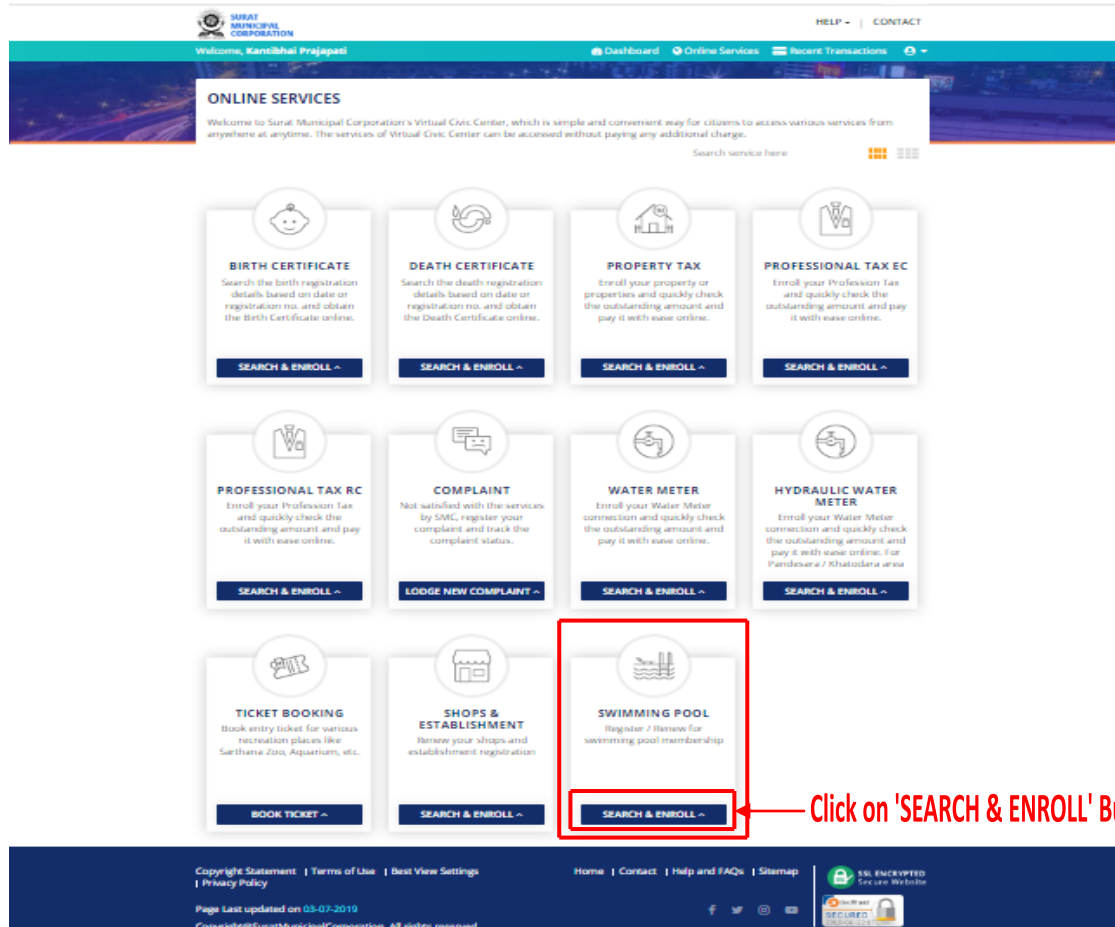 SURAT
MUNICIPAL
CORPORATION
HELP | CONTACT
Welcome, Kantibhai Prajapati
Dashboard Online Services Recent Transactions
ONLINE SERVICES
Welcome to Surat Municipal Corporation's Virtual Civic Center, which is simple and convenient way for citizens to access various services from
anywhere at anytime. The services of Virtual Civic Center can be accessed without paying any additional charge.
Search service here
BIRTH CERTIFICATE
Search the birth registration
details based on date or
registration no. and obtain
the Birth Certificate online.
SEARCH & ENROLL
DEATH CERTIFICATE
Search the death registration
details based on date or
registration no. and obtain
the Death Certificate online.
SEARCH & ENROLL
PROPERTY TAX
Enroll your property or
properties and quickly check
the outstanding amount and
pay it with ease online.
SEARCH & ENROLL
PROFESSIONAL TAX EC
Enroll your Profession Tax
and quickly check the
outstanding amount and pay
it with ease online.
SEARCH & ENROLL
PROFESSIONAL TAX RC
Enroll your Profession Tax
and quickly check the
outstanding amount and pay
it with ease online.
SEARCH & ENROLL
COMPLAINT
Not satisfied with the services
by SMC, register your
complaint and track the
complaint status.
LODGE NEW COMPLAINT
WATER METER
Enroll your Water Meter
connection and quickly check
the outstanding amount and
pay it with ease online.
SEARCH & ENROLL
HYDRAULIC WATER
METER
Enroll your Water Meter
connection and quickly check
the outstanding amount and
pay it with ease online. For
Pandesara / Khatodara area
SEARCH & ENROLL
TICKET BOOKING
Book entry ticket for various
recreation places like
Sarthana Zoo, Aquarium, etc.
BOOK TICKET
SHOPS &
ESTABLISHMENT
Renew your shops and
establishment registration
SEARCH & ENROLL
SWIMMING POOL
Register / Renew for
swimming pool membership
SEARCH & ENROLL
Click on 'SEARCH & ENROLL' Bu
Copyright Statement | Terms of Use | Best View Settings
| Privacy Policy
Home | Contact | Help and FAQs | Sitemap
SSL ENCRYPTED
Secure Website
Page Last updated on 03-07-2019
SECURED
Copyright@SuratMunicipalCorporation. All rights reserved